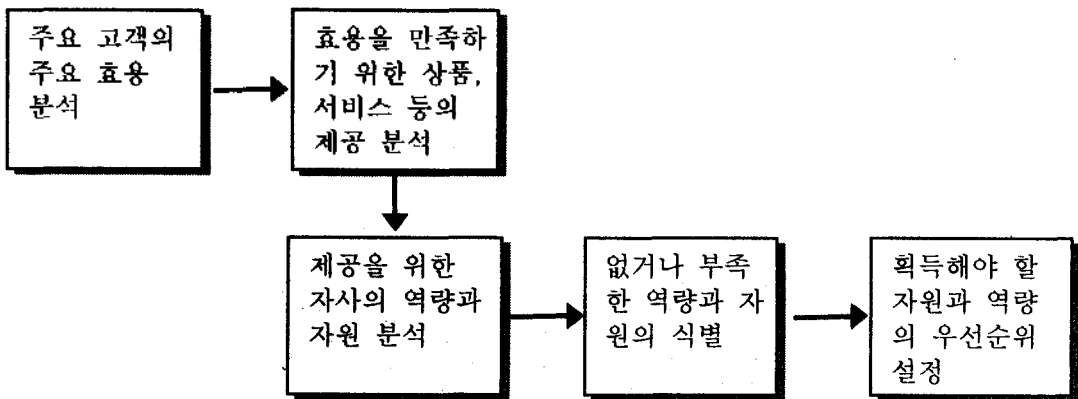 주요 고객의
주요 효용
분석
효용을 만족하
기 위한 상품,
서비스 등의
제공 분석
제공을 위한
자사의 역량과
자원 분석
없거나 부족
한 역량과 자
원의 식별
획득해야 할
자원과 역량
의 우선순위
설정